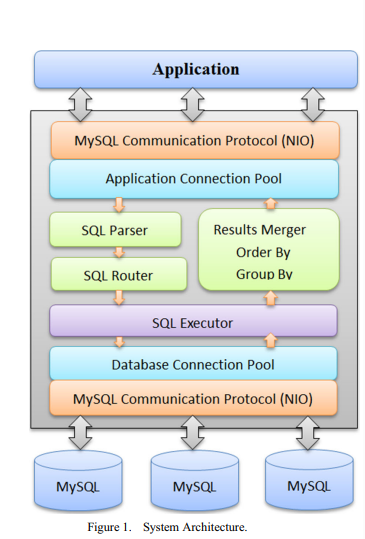 Application
MySQL Communication Protocol (NIO)
Application Connection Pool
SQL Parser
SQL Router
Results Merger
Order By
Group By
SQL Executor
Database Connection Pool
MySQL Communication Protocol (NIO)
MySQL
MySQL
MySQL
Figure 1. System Architecture.